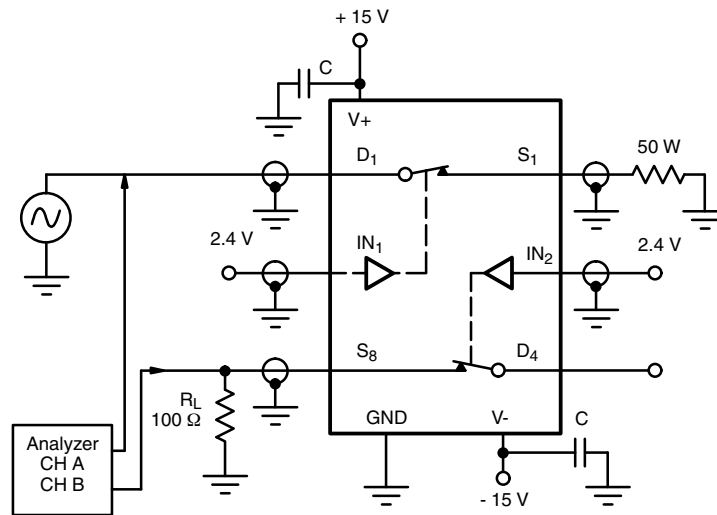 + 15 V
C
V+
D1
S1
50 W
2.4 V
IN1
IN2
2.4 V
S8
D4
RL
100 Ω
GND
V-
C
Analyzer
CH A
CH B
- 15 V